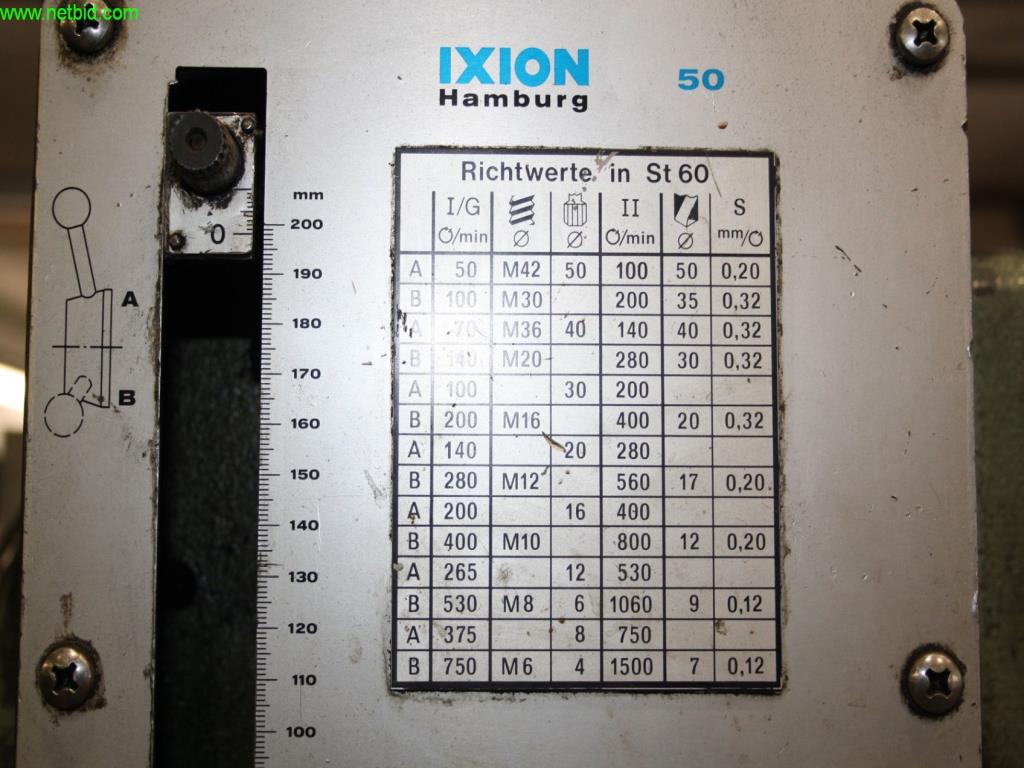 www.netbid.com
IXION
Hamburg
50
Richtwerte in St 60
I/G II S
/min Ø Ø /min Ø mm/
A 50 M42 50 100 50 0,20
B 100 M30 200 35 0,32
A 70 M36 40 140 40 0,32
B 140 M20 280 30 0,32
A 100 30 200
B 200 M16 400 20 0,32
A 140 20 280
B 280 M12 560 17 0,20
A 200 16 400
B 400 M10 800 12 0,20
A 265 12 530
B 530 M8 6 1060 9 0,12
A 375 8 750
B 750 M6 4 1500 7 0,12
0
A
B
mm
200
190
180
170
160
150
140
130
120
110
100